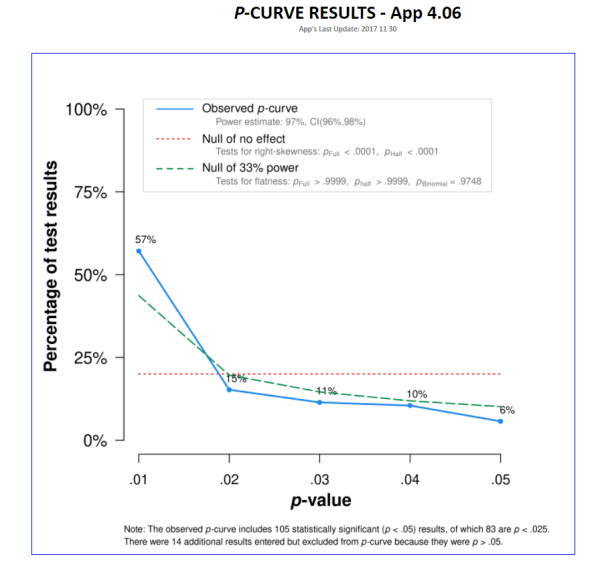 P-CURVE RESULTS - App 4.06
App's Last Update: 2017 11 30
Observed p-curve
Power estimate: 97%, CI(96%,98%)
Null of no effect
Tests for right-skewness: pFull < .0001, pHalf < .0001
Null of 33% power
Tests for flatness: pFull > .9999, phalf > .9999, pBinomial = .9748
100%
75%
50%
25%
0%
Percentage of test results
57%
15%
11%
10%
6%
.01 .02 .03 .04 .05
p-value
Note: The observed p-curve includes 105 statistically significant (p < .05) results, of which 83 are p < .025.
There were 14 additional results entered but excluded from p-curve because they were p > .05.